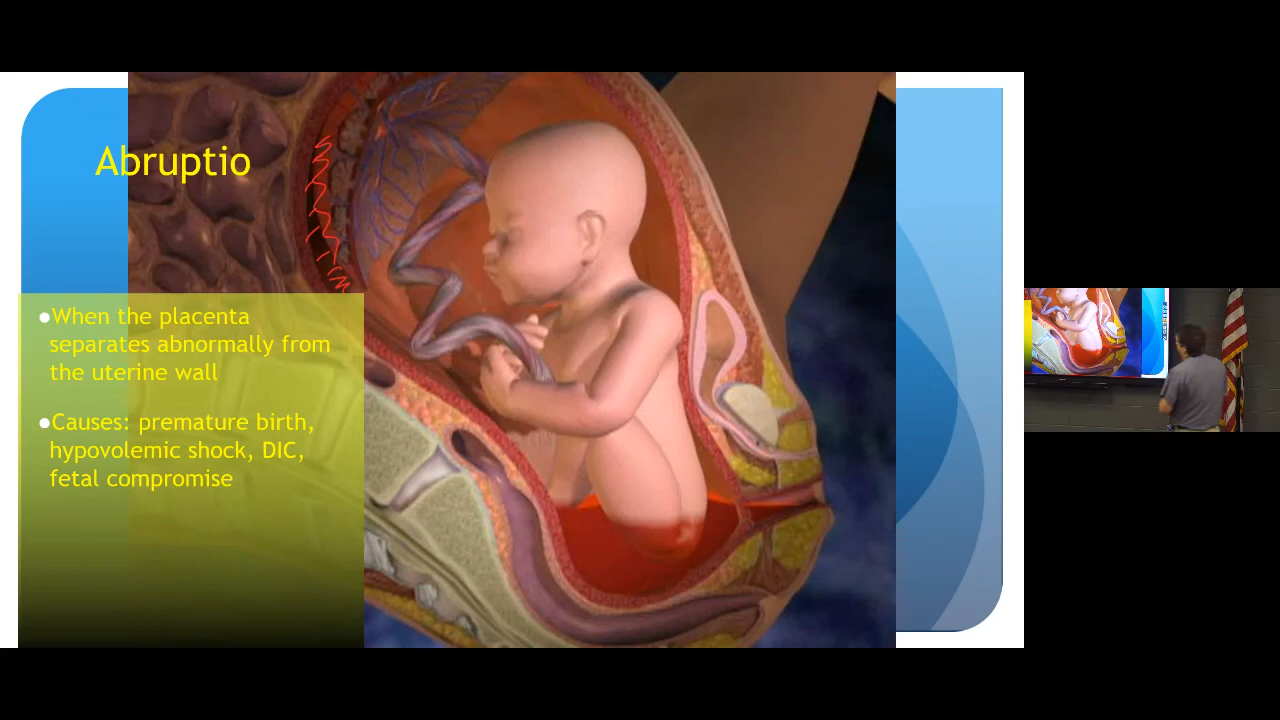 Abruptio
●When the placenta
separates abnormally from
the uterine wall
●Causes: premature birth,
hypovolemic shock, DIC,
fetal compromise